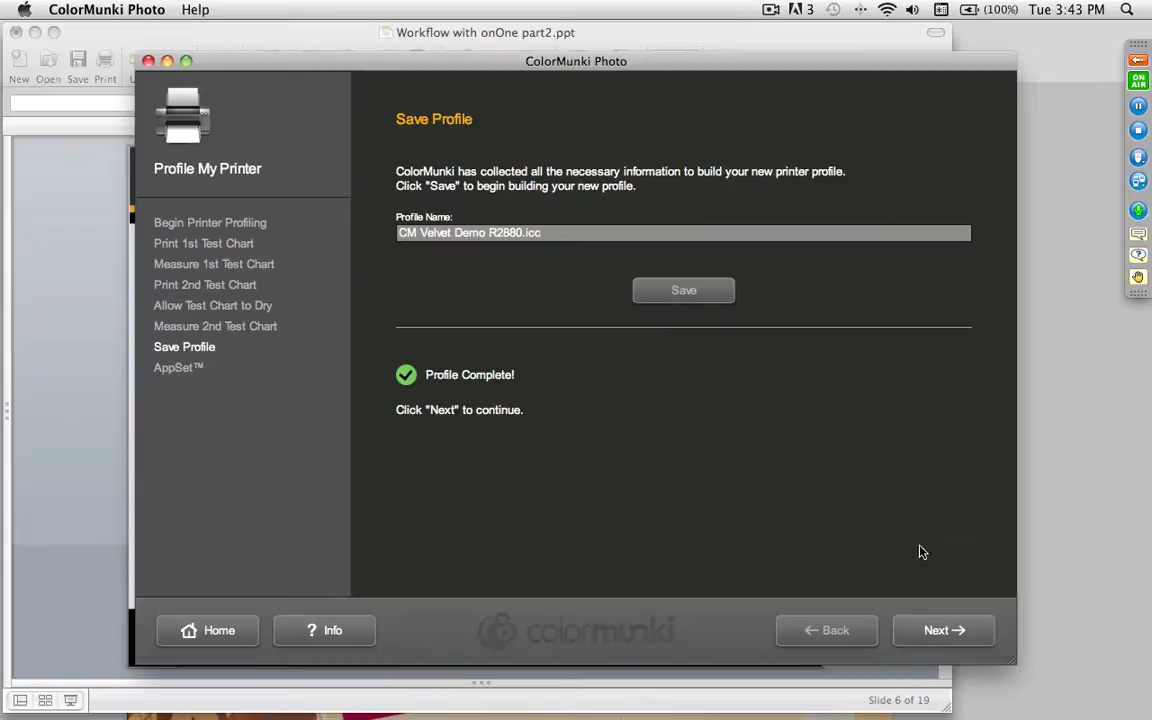 ColorMunki Photo Help
3 (100%) Tue 3:43 PM
Workflow with onOne part2.ppt
New Open Save Print
ColorMunki Photo
Profile My Printer
Begin Printer Profiling
Print 1st Test Chart
Measure 1st Test Chart
Print 2nd Test Chart
Allow Test Chart to Dry
Measure 2nd Test Chart
Save Profile
AppSet™
Save Profile
ColorMunki has collected all the necessary information to build your new printer profile.
Click "Save" to begin building your new profile.
Profile Name:
CM Velvet Demo R2880.icc
Save
Profile Complete!
Click "Next" to continue.
Home
? Info
colormunki
← Back
Next →
ON
AIR
Slide 6 of 19